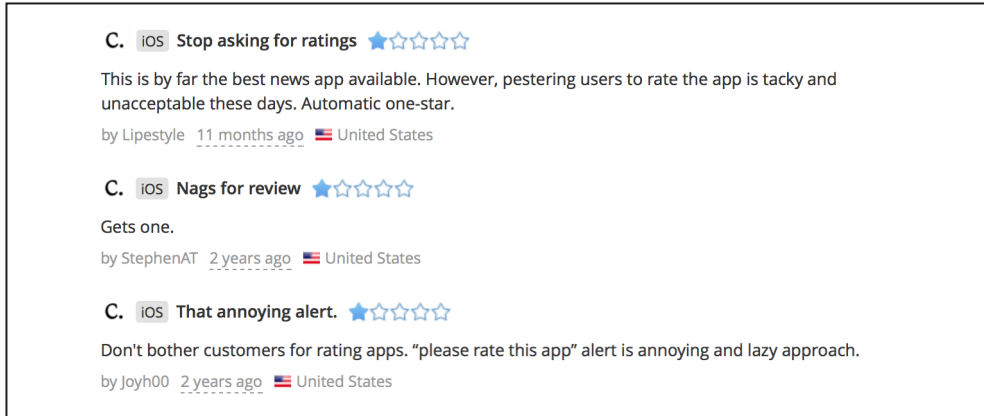 C. iOS Stop asking for ratings
This is by far the best news app available. However, pestering users to rate the app is tacky and
unacceptable these days. Automatic one-star.
by Lipestyle 11 months ago United States
C. iOS Nags for review
Gets one.
by StephenAT 2 years ago United States
C. iOS That annoying alert.
Don't bother customers for rating apps. “please rate this app” alert is annoying and lazy approach.
by Joyh00 2 years ago United States